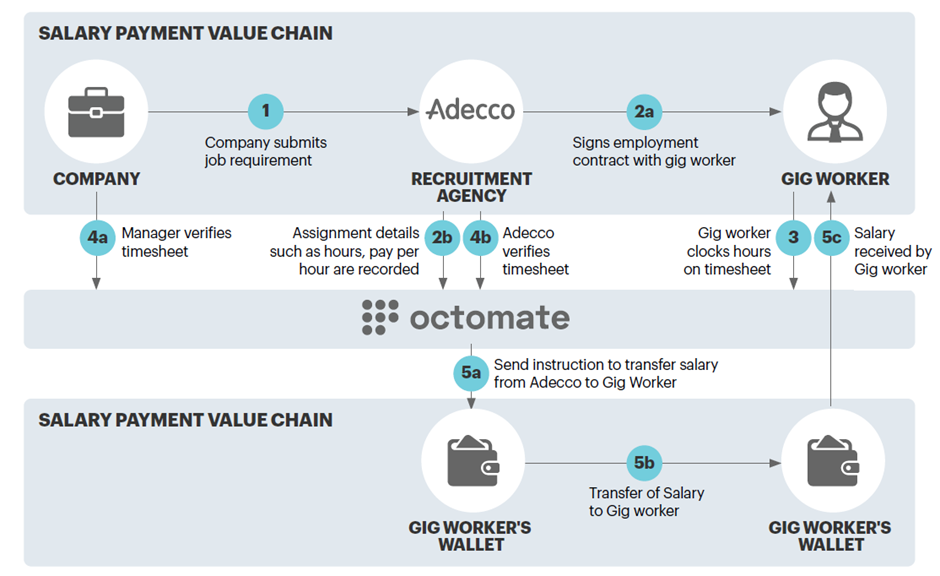 SALARY PAYMENT VALUE CHAIN
1
Company submits
job requirement
Adecco
2a
Signs employment
contract with gig worker
COMPANY
RECRUITMENT
AGENCY
GIG WORKER
4a
Manager verifies
timesheet
Assignment details
such as hours, pay per
hour are recorded
2b
4b
Adecco
verifies
timesheet
Gig worker
clocks hours
on timesheet
3
5c
Salary
received by
Gig worker
octomate
5a
Send instruction to transfer salary
from Adecco to Gig Worker
SALARY PAYMENT VALUE CHAIN
5b
Transfer of Salary
to Gig worker
GIG WORKER'S
WALLET
GIG WORKER'S
WALLET